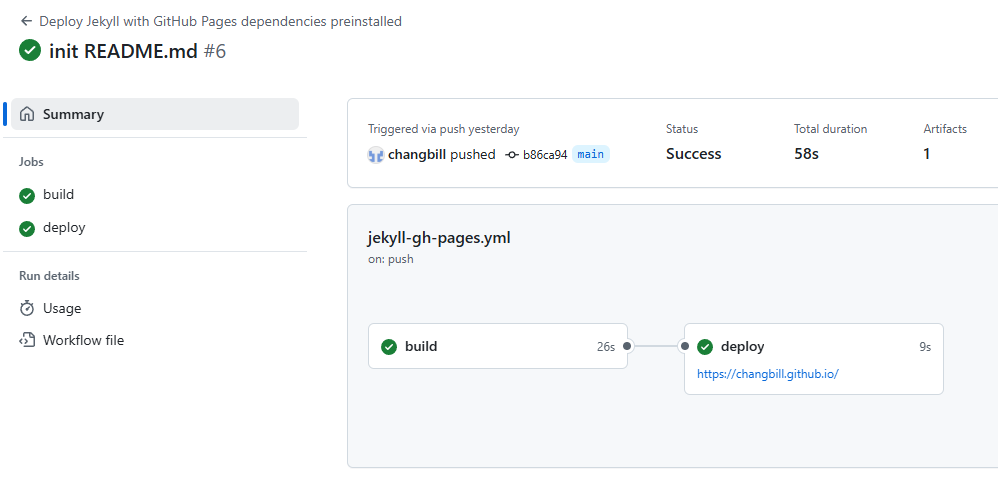 Deploy Jekyll with GitHub Pages dependencies preinstalled
init README.md #6
Summary
Jobs
build
deploy
Run details
Usage
Workflow file
Triggered via push yesterday
changbill pushed b86ca94 main
Status
Success
Total duration
58s
Artifacts
1
jekyll-gh-pages.yml
on: push
build 26s
deploy 9s
https://changbill.github.io/